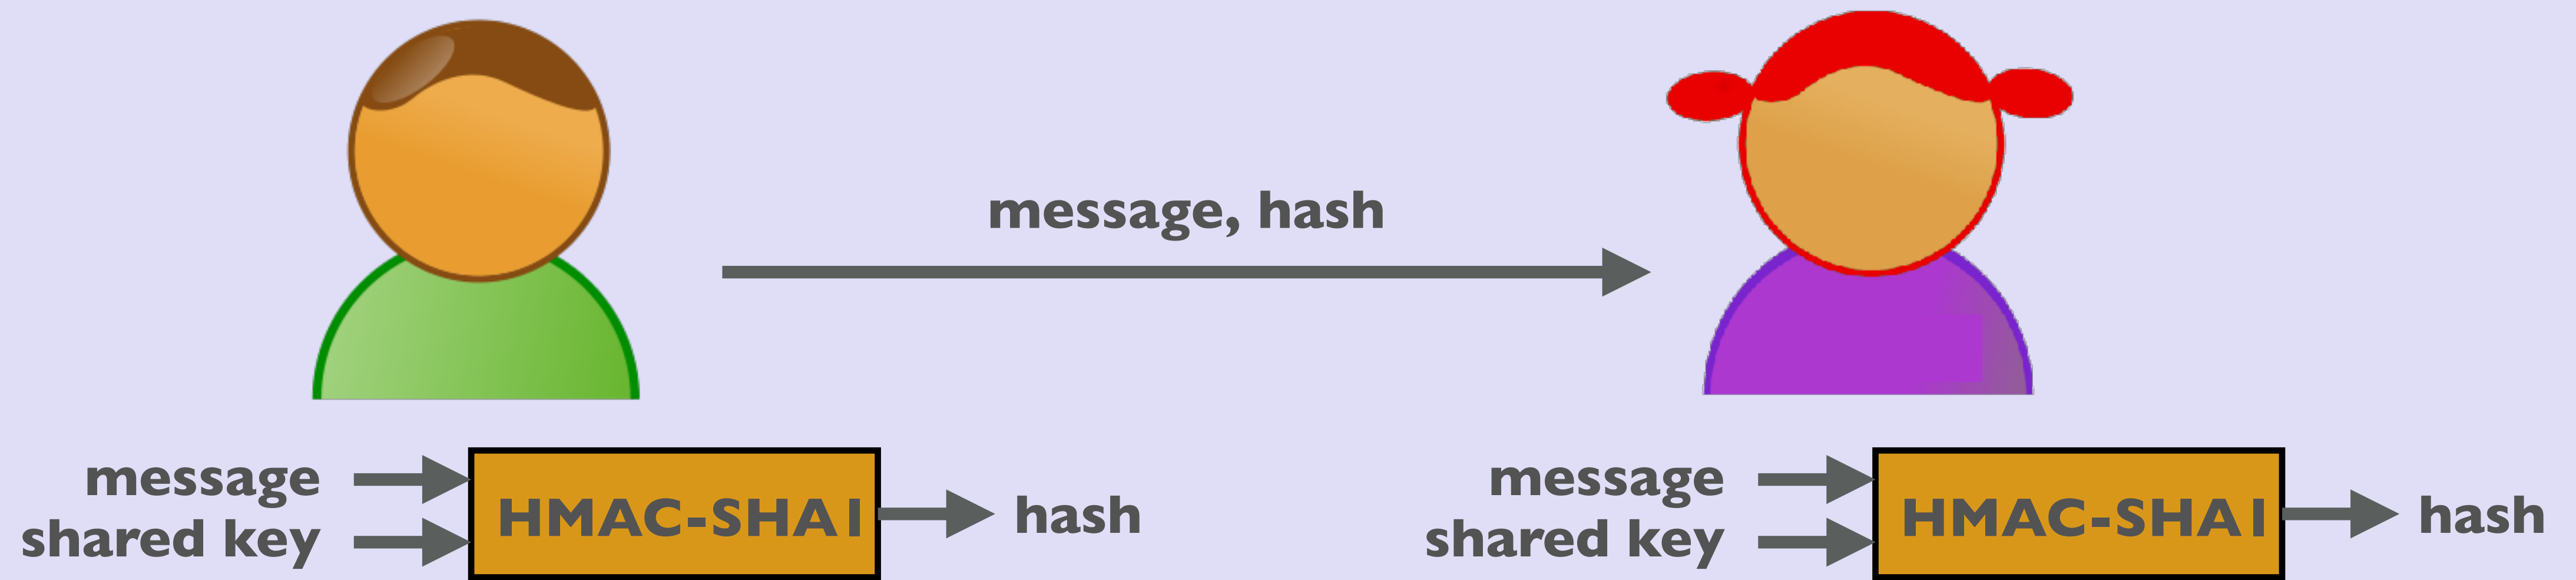 message, hash
message
shared key
HMAC-SHA1
hash
message
shared key
HMAC-SHA1
hash